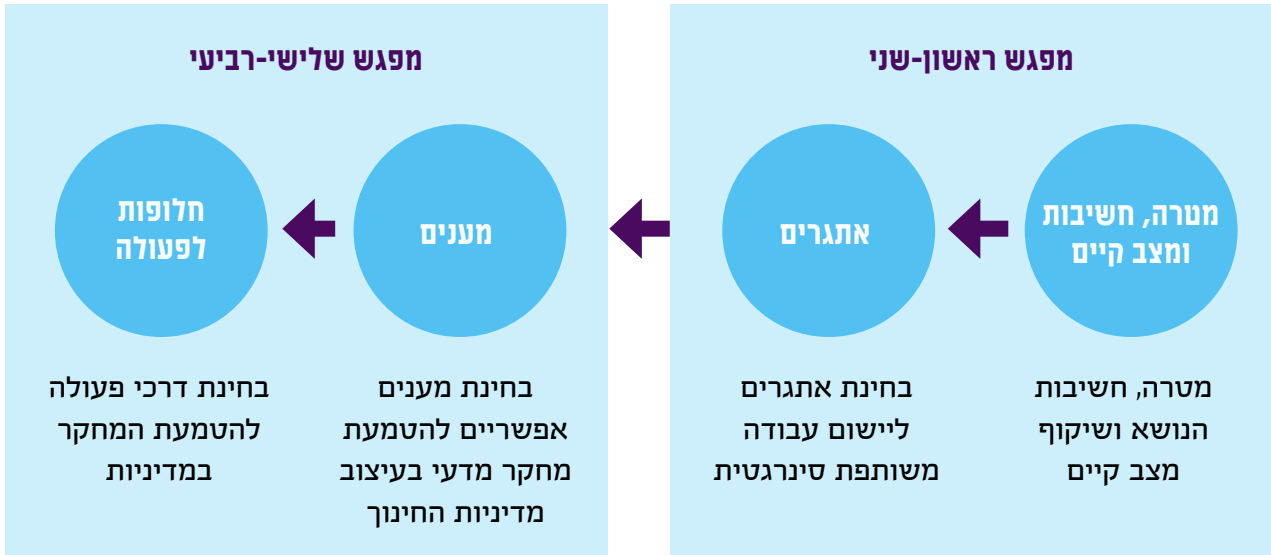 מפגש ראשון-שני
מטרה, חשיבות
ומצב קיים
מטרה, חשיבות
הנושא ושיקוף
מצב קיים
אתגרים
בחינת אתגרים
ליישום עבודה
משותפת סינרגטית
מפגש שלישי-רביעי
מענים
בחינת מענים
אפשריים להטמעת
מחקר מדעי בעיצוב
מדיניות החינוך
חלופות
לפעולה
בחינת דרכי פעולה
להטמעת המחקר
במדיניות